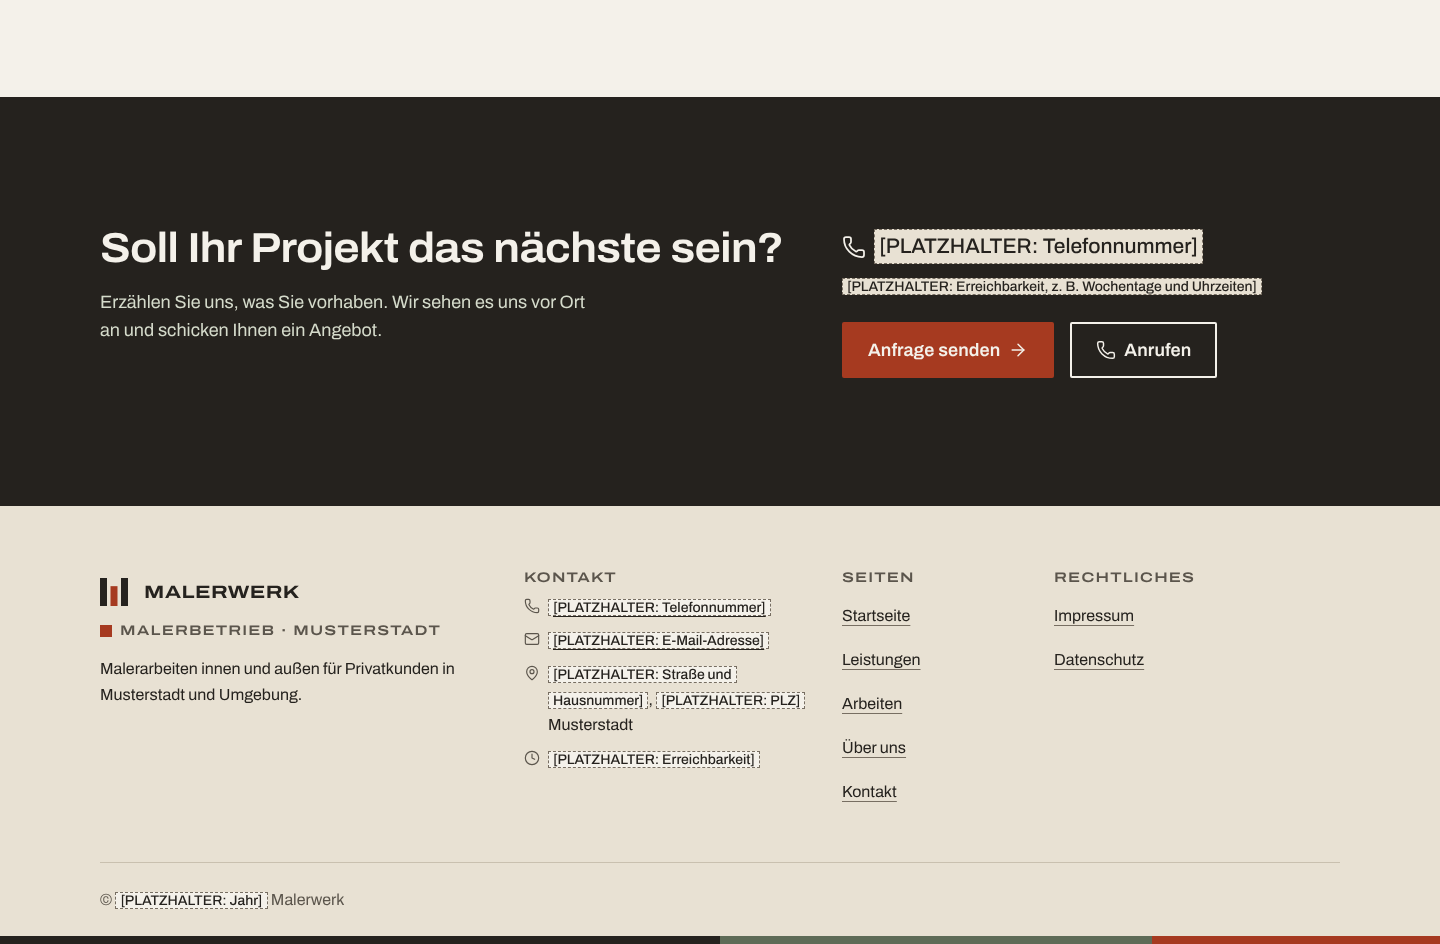 Soll Ihr Projekt das nächste sein?
Erzählen Sie uns, was Sie vorhaben. Wir sehen es uns vor Ort
an und schicken Ihnen ein Angebot.
[PLATZHALTER: Telefonnummer]
[PLATZHALTER: Erreichbarkeit, z. B. Wochentage und Uhrzeiten]
Anfrage senden
Anrufen
MALERWERK
MALERBETRIEB · MUSTERSTADT
Malerarbeiten innen und außen für Privatkunden in
Musterstadt und Umgebung.
KONTAKT
[PLATZHALTER: Telefonnummer]
[PLATZHALTER: E-Mail-Adresse]
[PLATZHALTER: Straße und
Hausnummer], [PLATZHALTER: PLZ]
Musterstadt
[PLATZHALTER: Erreichbarkeit]
SEITEN
Startseite
Leistungen
Arbeiten
Über uns
Kontakt
RECHTLICHES
Impressum
Datenschutz
© [PLATZHALTER: Jahr] Malerwerk